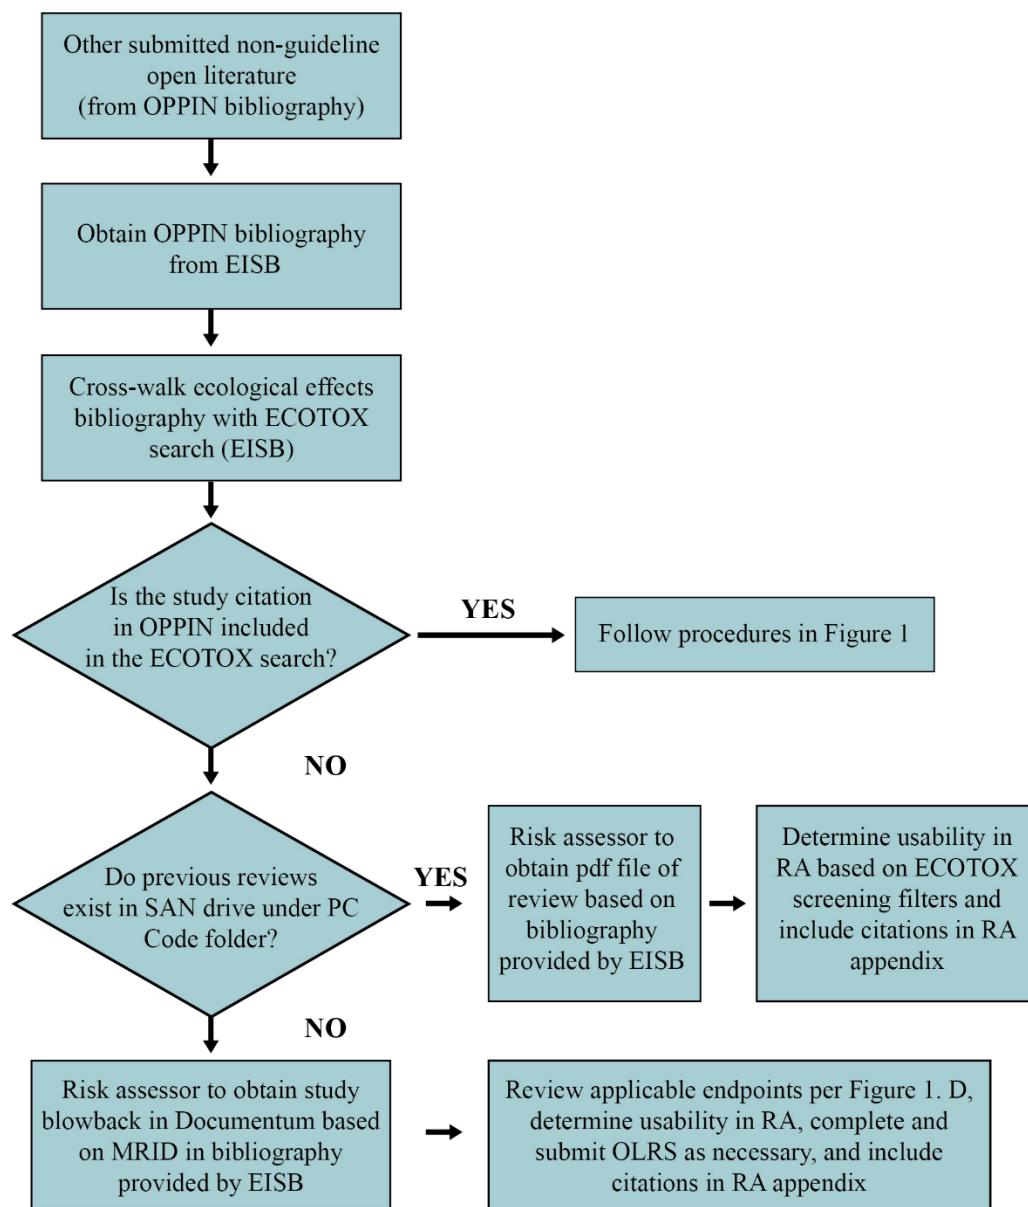 Other submitted non-guideline
open literature
(from OPPIN bibliography)
Obtain OPPIN bibliography
from EISB
Cross-walk ecological effects
bibliography with ECOTOX
search (EISB)
Is the study citation
in OPPIN included
in the ECOTOX search?
YES
Follow procedures in Figure 1
NO
Do previous reviews
exist in SAN drive under PC
Code folder?
YES
Risk assessor to
obtain pdf file of
review based on
bibliography
provided by EISB
Determine usability in
RA based on ECOTOX
screening filters and
include citations in RA
appendix
NO
Risk assessor to obtain study
blowback in Documentum based
on MRID in bibliography
provided by EISB
Review applicable endpoints per Figure 1. D,
determine usability in RA, complete and
submit OLRS as necessary, and include
citations in RA appendix